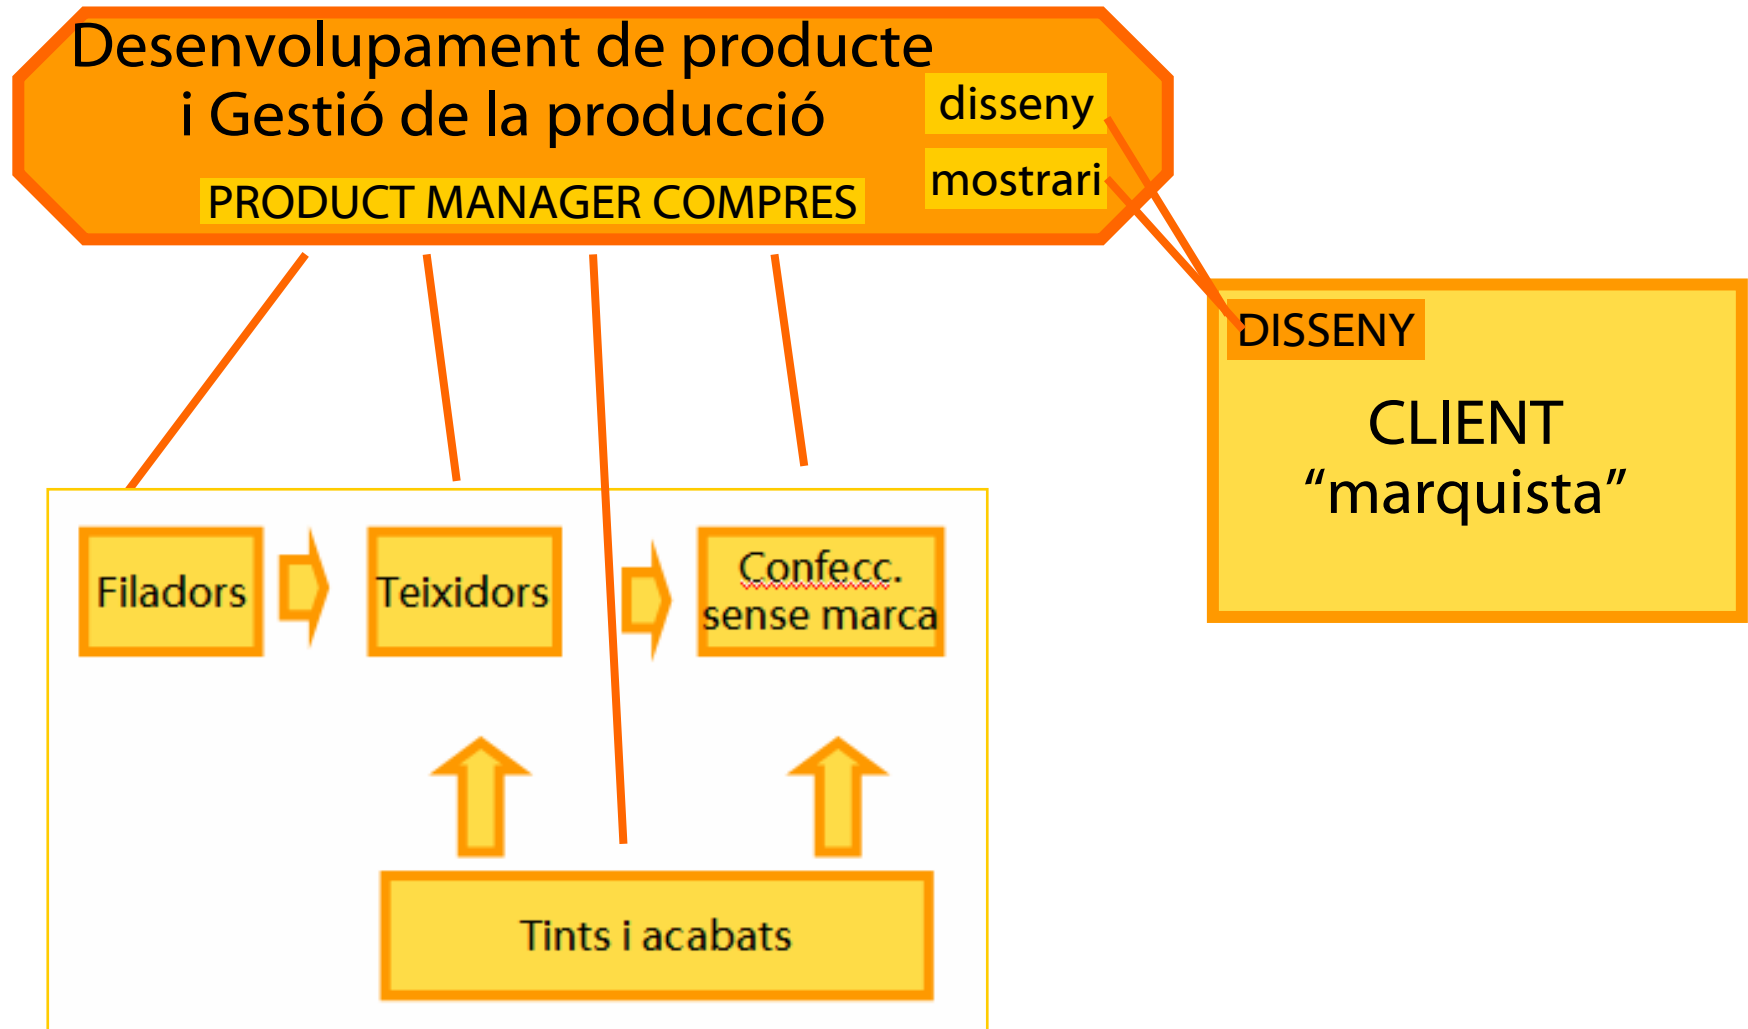 Desenvolupament de producte
i Gestió de la producció
disseny
mostrari
PRODUCT MANAGER COMPRES
DISSENY
CLIENT
“marquista”
Filadors
Teixidors
Confecc.
sense marca
Tints i acabats